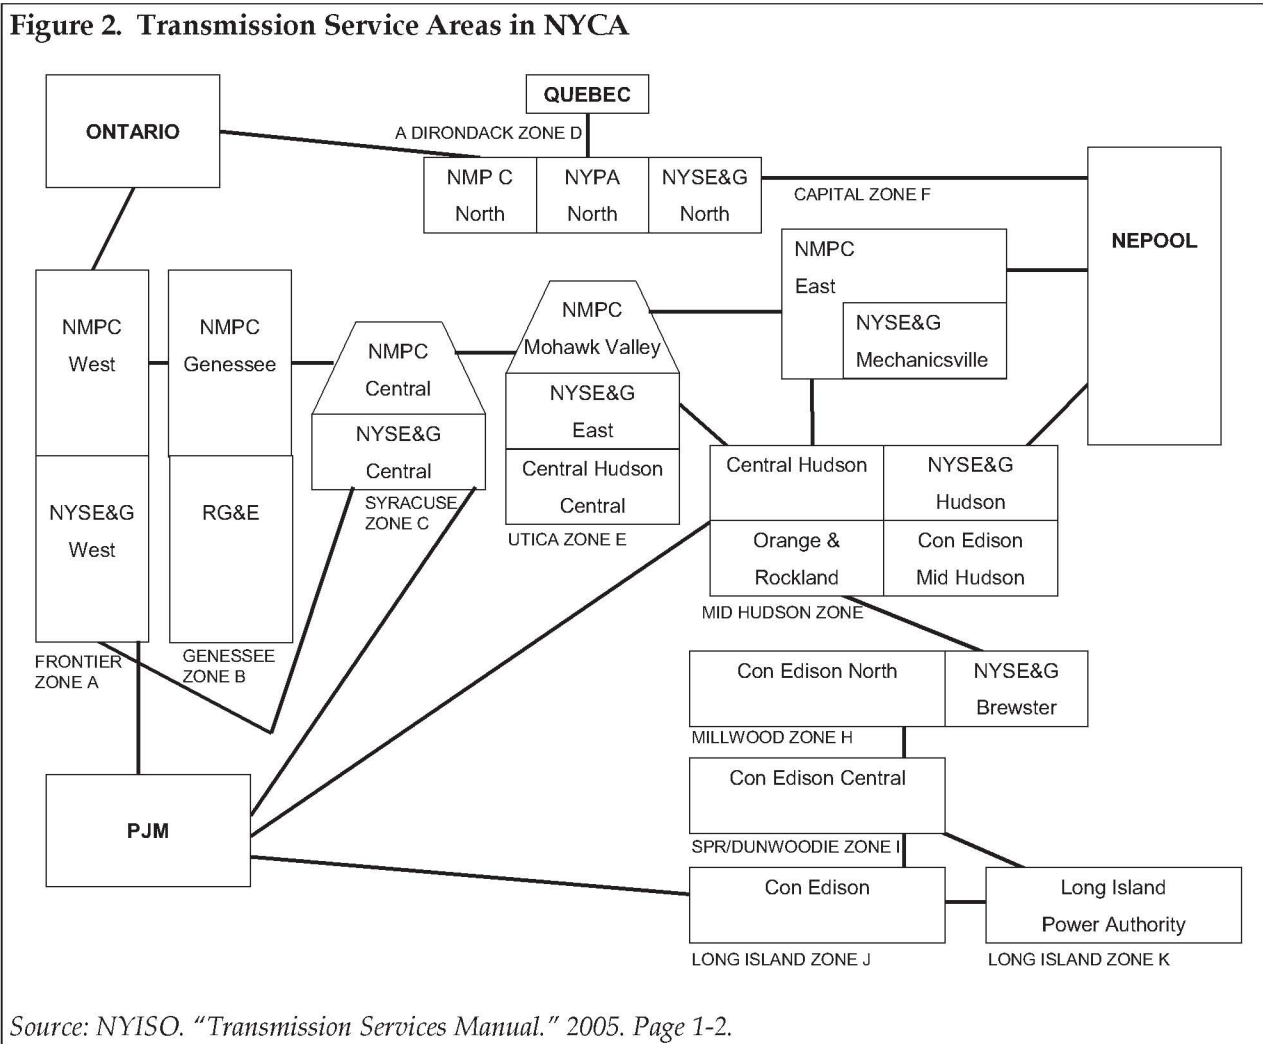 Figure 2.  Transmission Service Areas in NYCA
QUEBEC
ONTARIO
A DIRONDACK ZONE D
NMP C
North
NYPA
North
NYSE&G
North
CAPITAL ZONE F
NEPOOL
NMPC
East
NYSE&G
Mechanicsville
NMPC
West
NMPC
Genessee
NMPC
Central
NMPC
Mohawk Valley
NYSE&G
East
NYSE&G
Central
Central Hudson
Central
Central Hudson
NYSE&G
Hudson
NYSE&G
West
RG&E
SYRACUSE
ZONE C
UTICA ZONE E
Orange &
Rockland
Con Edison
Mid Hudson
MID HUDSON ZONE
FRONTIER
ZONE A
GENESSEE
ZONE B
Con Edison North
NYSE&G
Brewster
MILLWOOD ZONE H
Con Edison Central
PJM
SPR/DUNWOODIE ZONE I
Con Edison
Long Island
Power Authority
LONG ISLAND ZONE J
LONG ISLAND ZONE K
Source: NYISO. “Transmission Services Manual.” 2005. Page 1-2.